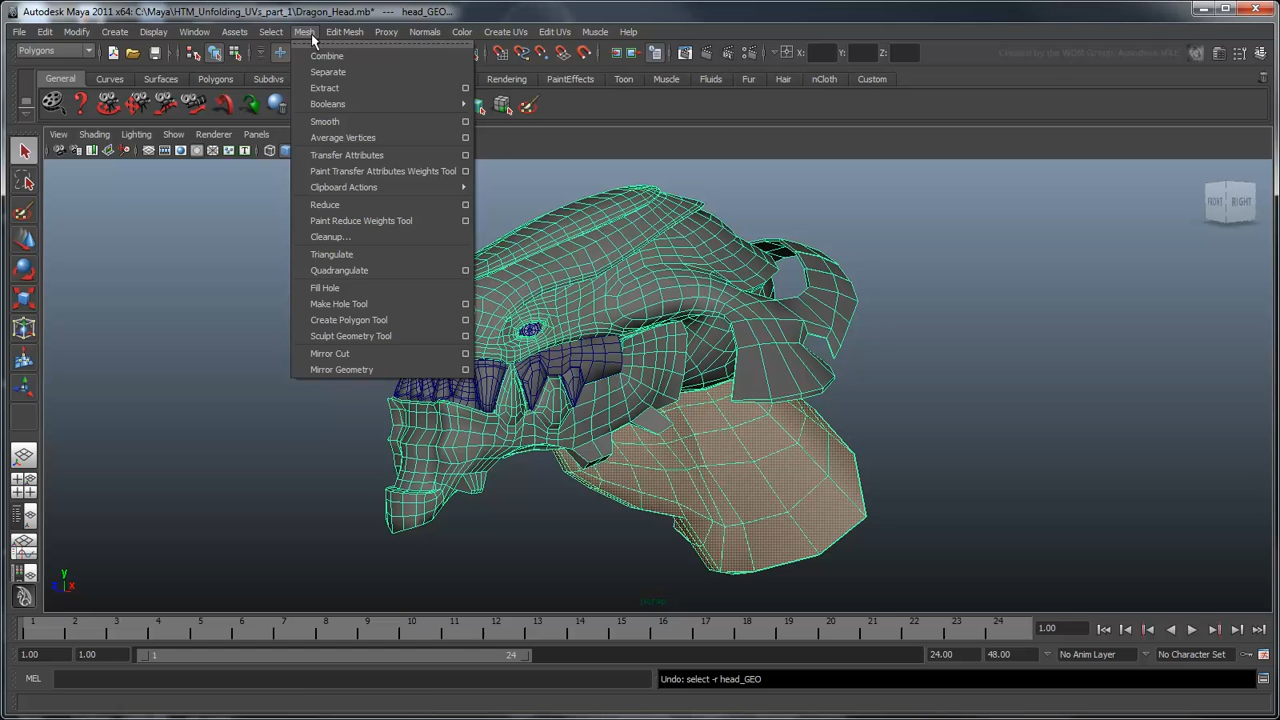 Autodesk Maya 2011 x64: C:\Maya\HTM_Unfolding_UVs_part_1\Dragon_Head.mb* --- head_GEO...
File Edit Modify Create Display Window Assets Select Mesh Edit Mesh Proxy Normals Color Create UVs Edit UVs Muscle Help
Polygons X: Y: Z:
General Curves Surfaces Polygons Subdivs Rendering PaintEffects Toon Muscle Fluids Fur Hair nCloth Custom
View Shading Lighting Show Renderer Panels
Combine
Separate
Extract
Booleans
Smooth
Average Vertices
Transfer Attributes
Paint Transfer Attributes Weights Tool
Clipboard Actions
Reduce
Paint Reduce Weights Tool
Cleanup...
Triangulate
Quadrangulate
Fill Hole
Make Hole Tool
Create Polygon Tool
Sculpt Geometry Tool
Mirror Cut
Mirror Geometry
FRONT RIGHT
y
z x
persp
1 2 3 4 5 6 7 8 9 10 11 12 13 14 15 16 17 18 19 20 21 22 23 24 1.00
1.00 1.00 1 24 24.00 48.00 No Anim Layer No Character Set
MEL Undo: select -r head_GEO